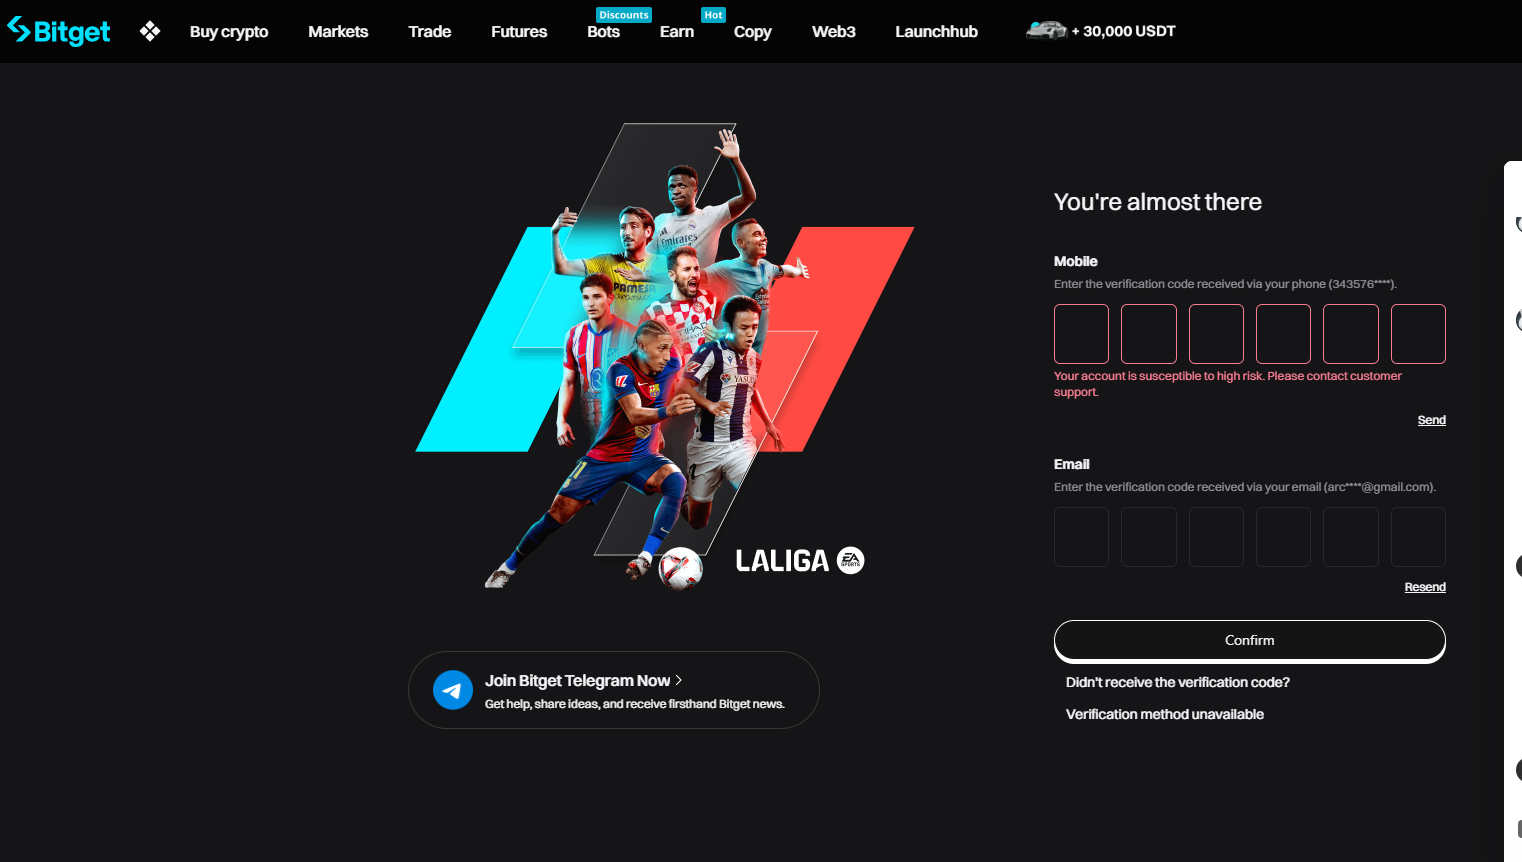 Bitget
Buy crypto
Markets
Trade
Futures
Discounts
Bots
Hot
Earn
Copy
Web3
Launchhub
+ 30,000 USDT
You're almost there
Mobile
Enter the verification code received via your phone (343576****).
Your account is susceptible to high risk. Please contact customer
support.
Send
Email
Enter the verification code received via your email (arc****@gmail.com).
Resend
Confirm
Didn't receive the verification code?
Verification method unavailable
Emirates
PAMESA
LALIGA
EA
SPORTS
Join Bitget Telegram Now
Get help, share ideas, and receive firsthand Bitget news.